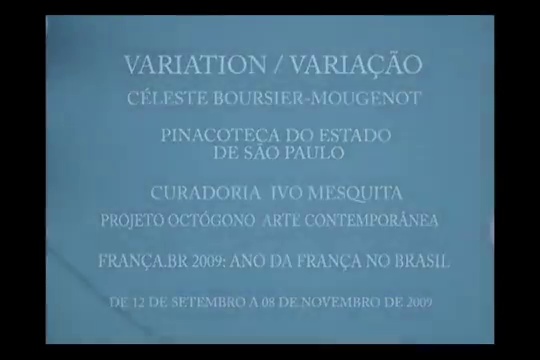 VARIATION / VARIAÇÃO
CÉLESTE BOURSIER-MOUGENOT
PINACOTECA DO ESTADO
DE SÃO PAULO
CURADORIA IVO MESQUITA
PROJETO OCTÓGONO ARTE CONTEMPORÂNEA
FRANÇA.BR 2009: ANO DA FRANÇA NO BRASIL
DE 12 DE SETEMBRO A 08 DE NOVEMBRO DE 2009